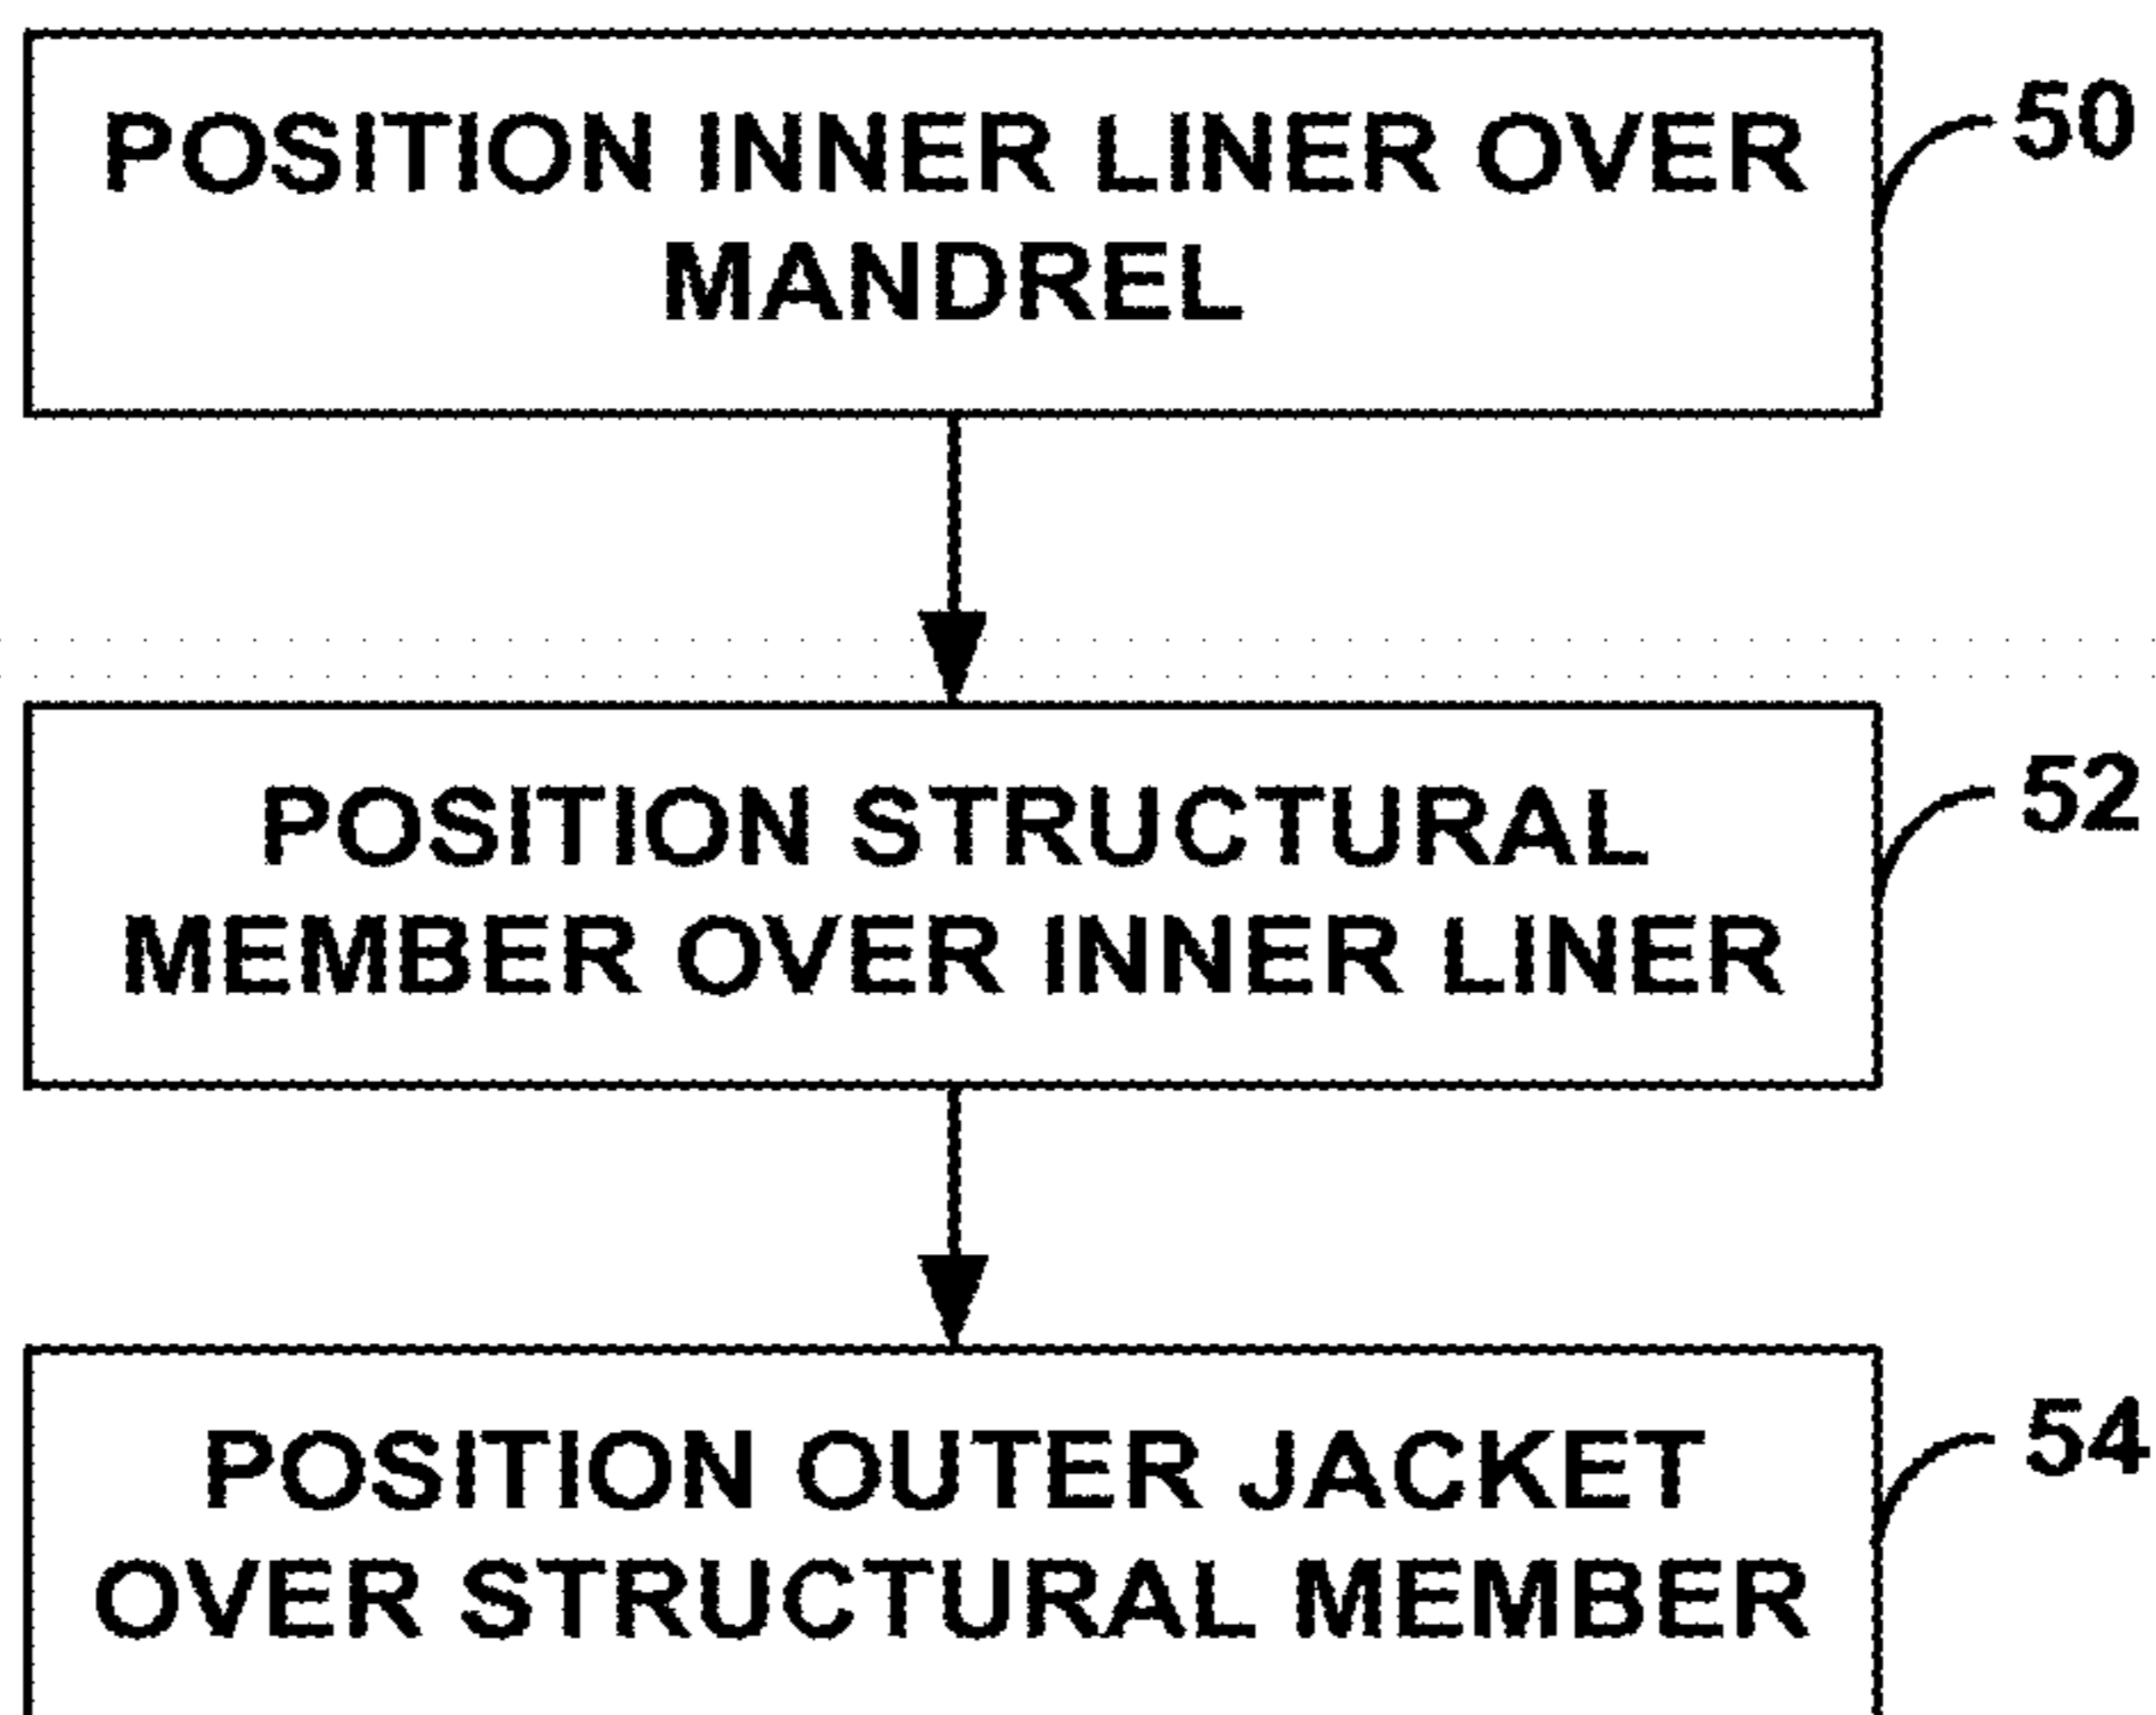 POSITION INNER LINER OVER
MANDREL
50
POSITION STRUCTURAL
MEMBER OVER INNER LINER
52
POSITION OUTER JACKET
OVER STRUCTURAL MEMBER
54